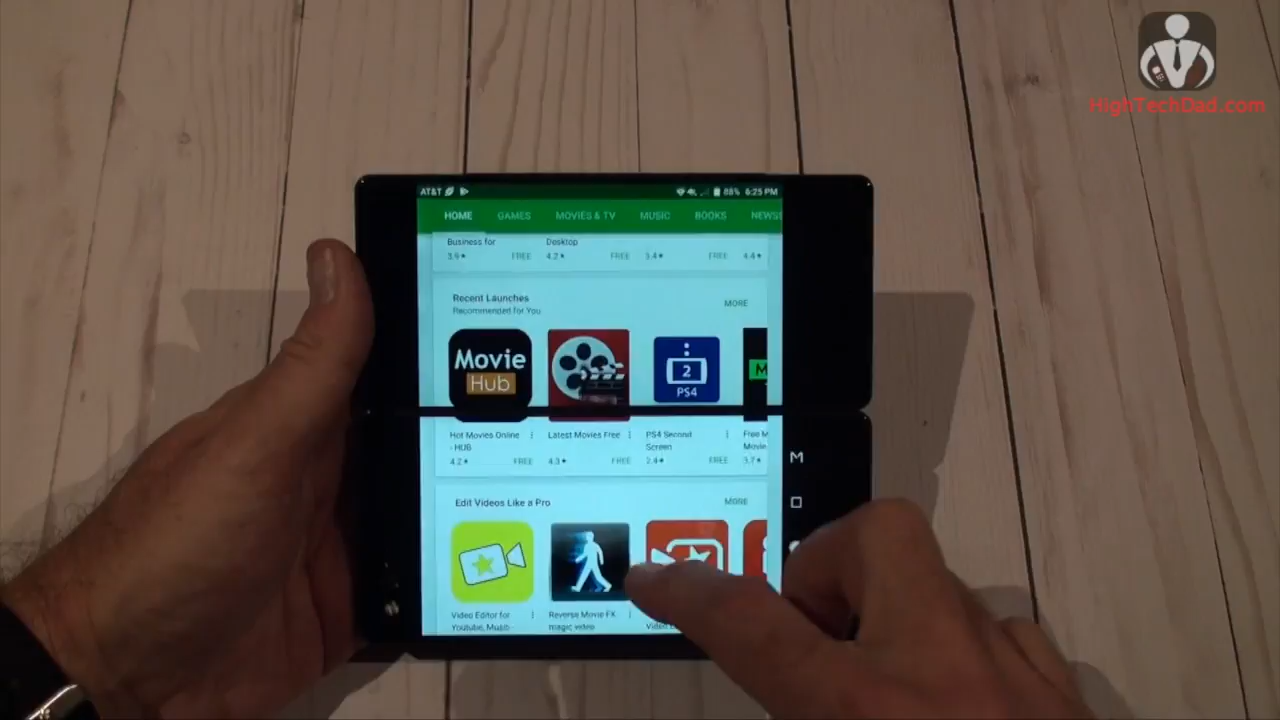 HighTechDad.com
AT&T 88% 6:25 PM
HOME GAMES MOVIES & TV MUSIC BOOKS NEWSS
Business for Desktop
3.9★ FREE 4.2★ FREE 3.4★ FREE 4.4★
Recent Launches
Recommended for You
MORE
Movie
Hub
2
PS4
M
Hot Movies Online
- HUB
Latest Movies Free
PS4 Second
Screen
Free M
Movie
4.2★ FREE 4.3★ FREE 2.4★ FREE 3.7★
Edit Videos Like a Pro MORE
Video Editor for
Youtube, Music
Reverse Movie FX
magic video
M